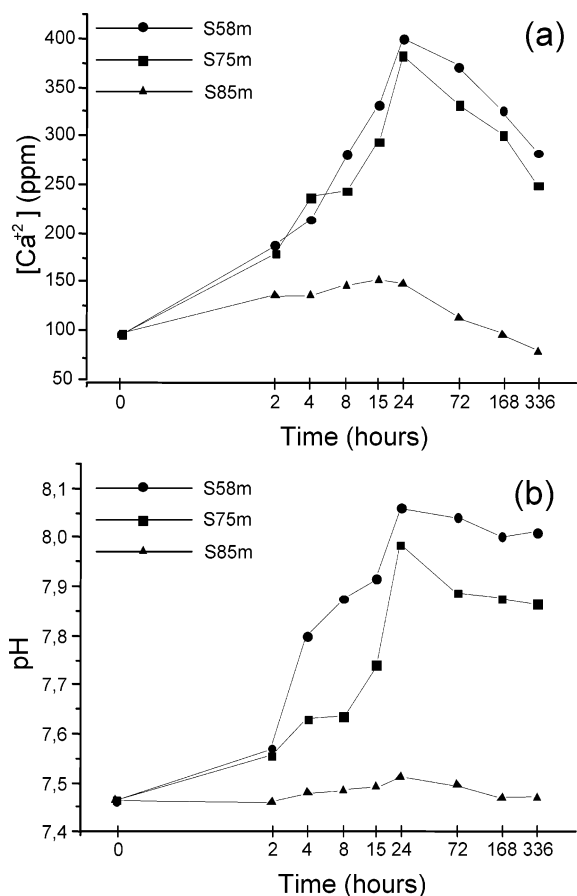 (a)
S58m
S75m
S85m
400
350
300
250
200
150
100
50
[Ca+2] (ppm)
0 2 4 8 15 24 72 168 336
Time (hours)
(b)
S58m
S75m
S85m
8,1
8,0
7,9
7,8
7,7
7,6
7,5
7,4
pH
0 2 4 8 15 24 72 168 336
Time (hours)